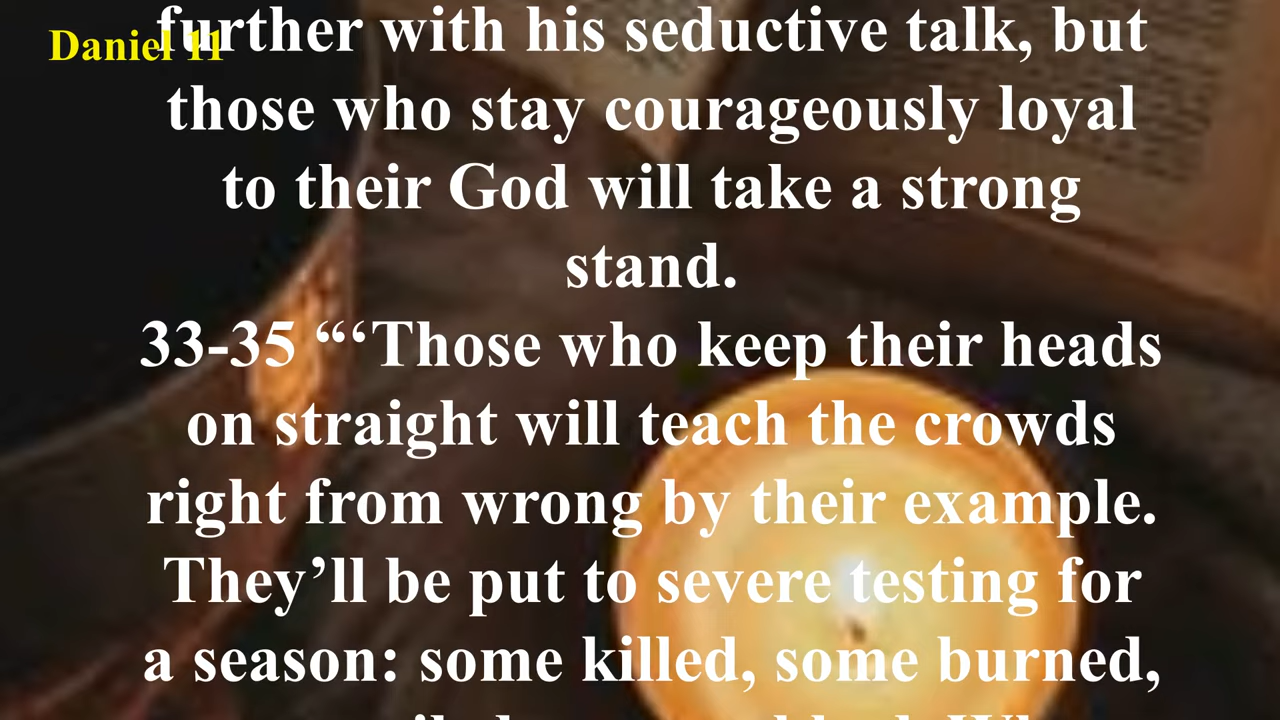 Daniel 11
further with his seductive talk, but
those who stay courageously loyal
to their God will take a strong
stand.
33-35 “‘Those who keep their heads
on straight will teach the crowds
right from wrong by their example.
They’ll be put to severe testing for
a season: some killed, some burned,